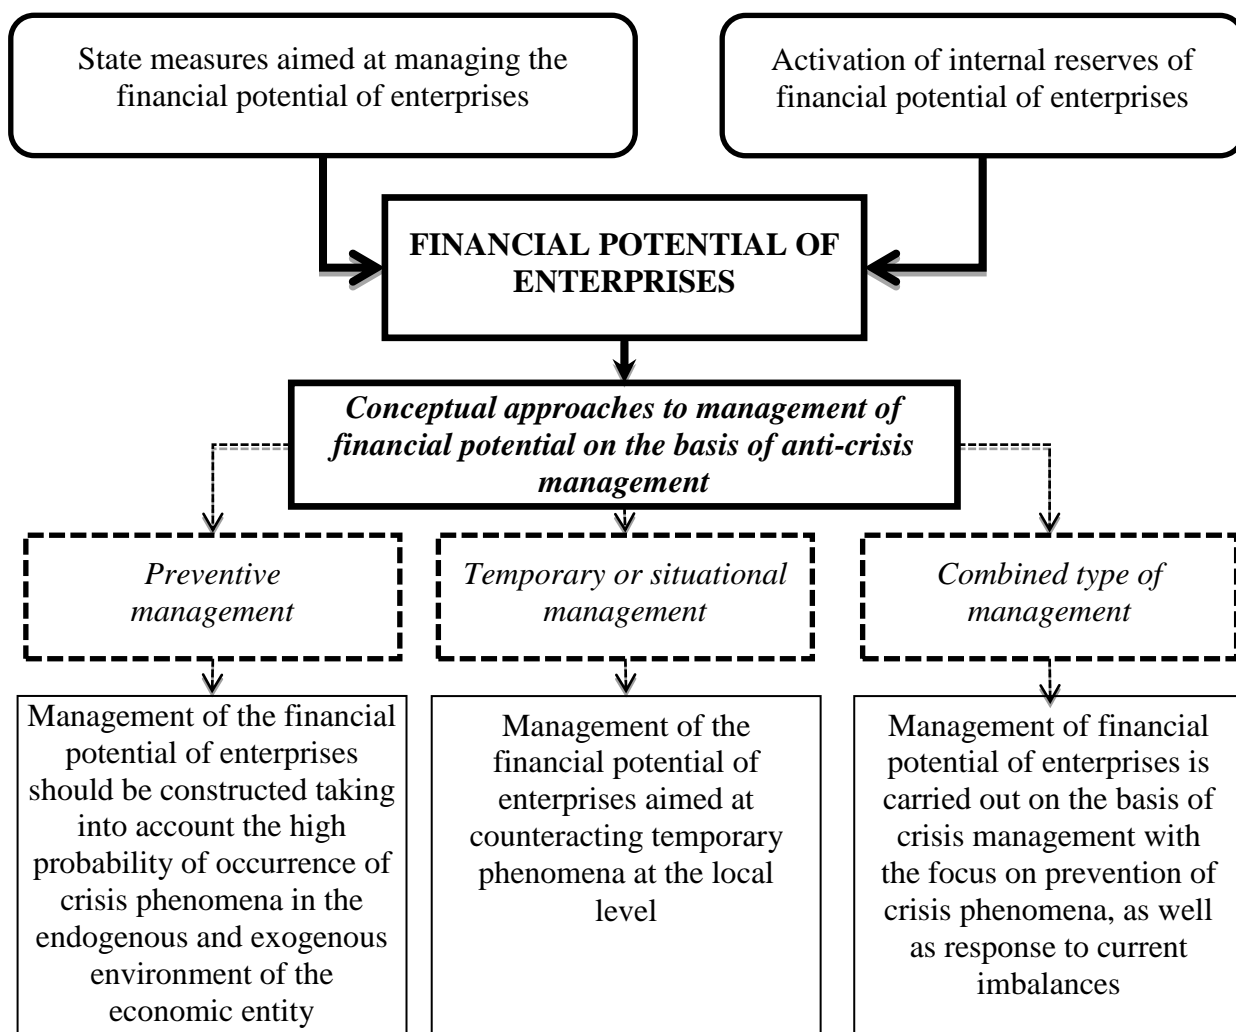 State measures aimed at managing the
financial potential of enterprises
Activation of internal reserves of
financial potential of enterprises
FINANCIAL POTENTIAL OF
ENTERPRISES
Conceptual approaches to management of
financial potential on the basis of anti-crisis
management
Preventive
management
Temporary or situational
management
Combined type of
management
Management of the financial
potential of enterprises
should be constructed taking
into account the high
probability of occurrence of
crisis phenomena in the
endogenous and exogenous
environment of the
economic entity
Management of the
financial potential of
enterprises aimed at
counteracting temporary
phenomena at the local
level
Management of financial
potential of enterprises is
carried out on the basis of
crisis management with
the focus on prevention of
crisis phenomena, as well
as response to current
imbalances